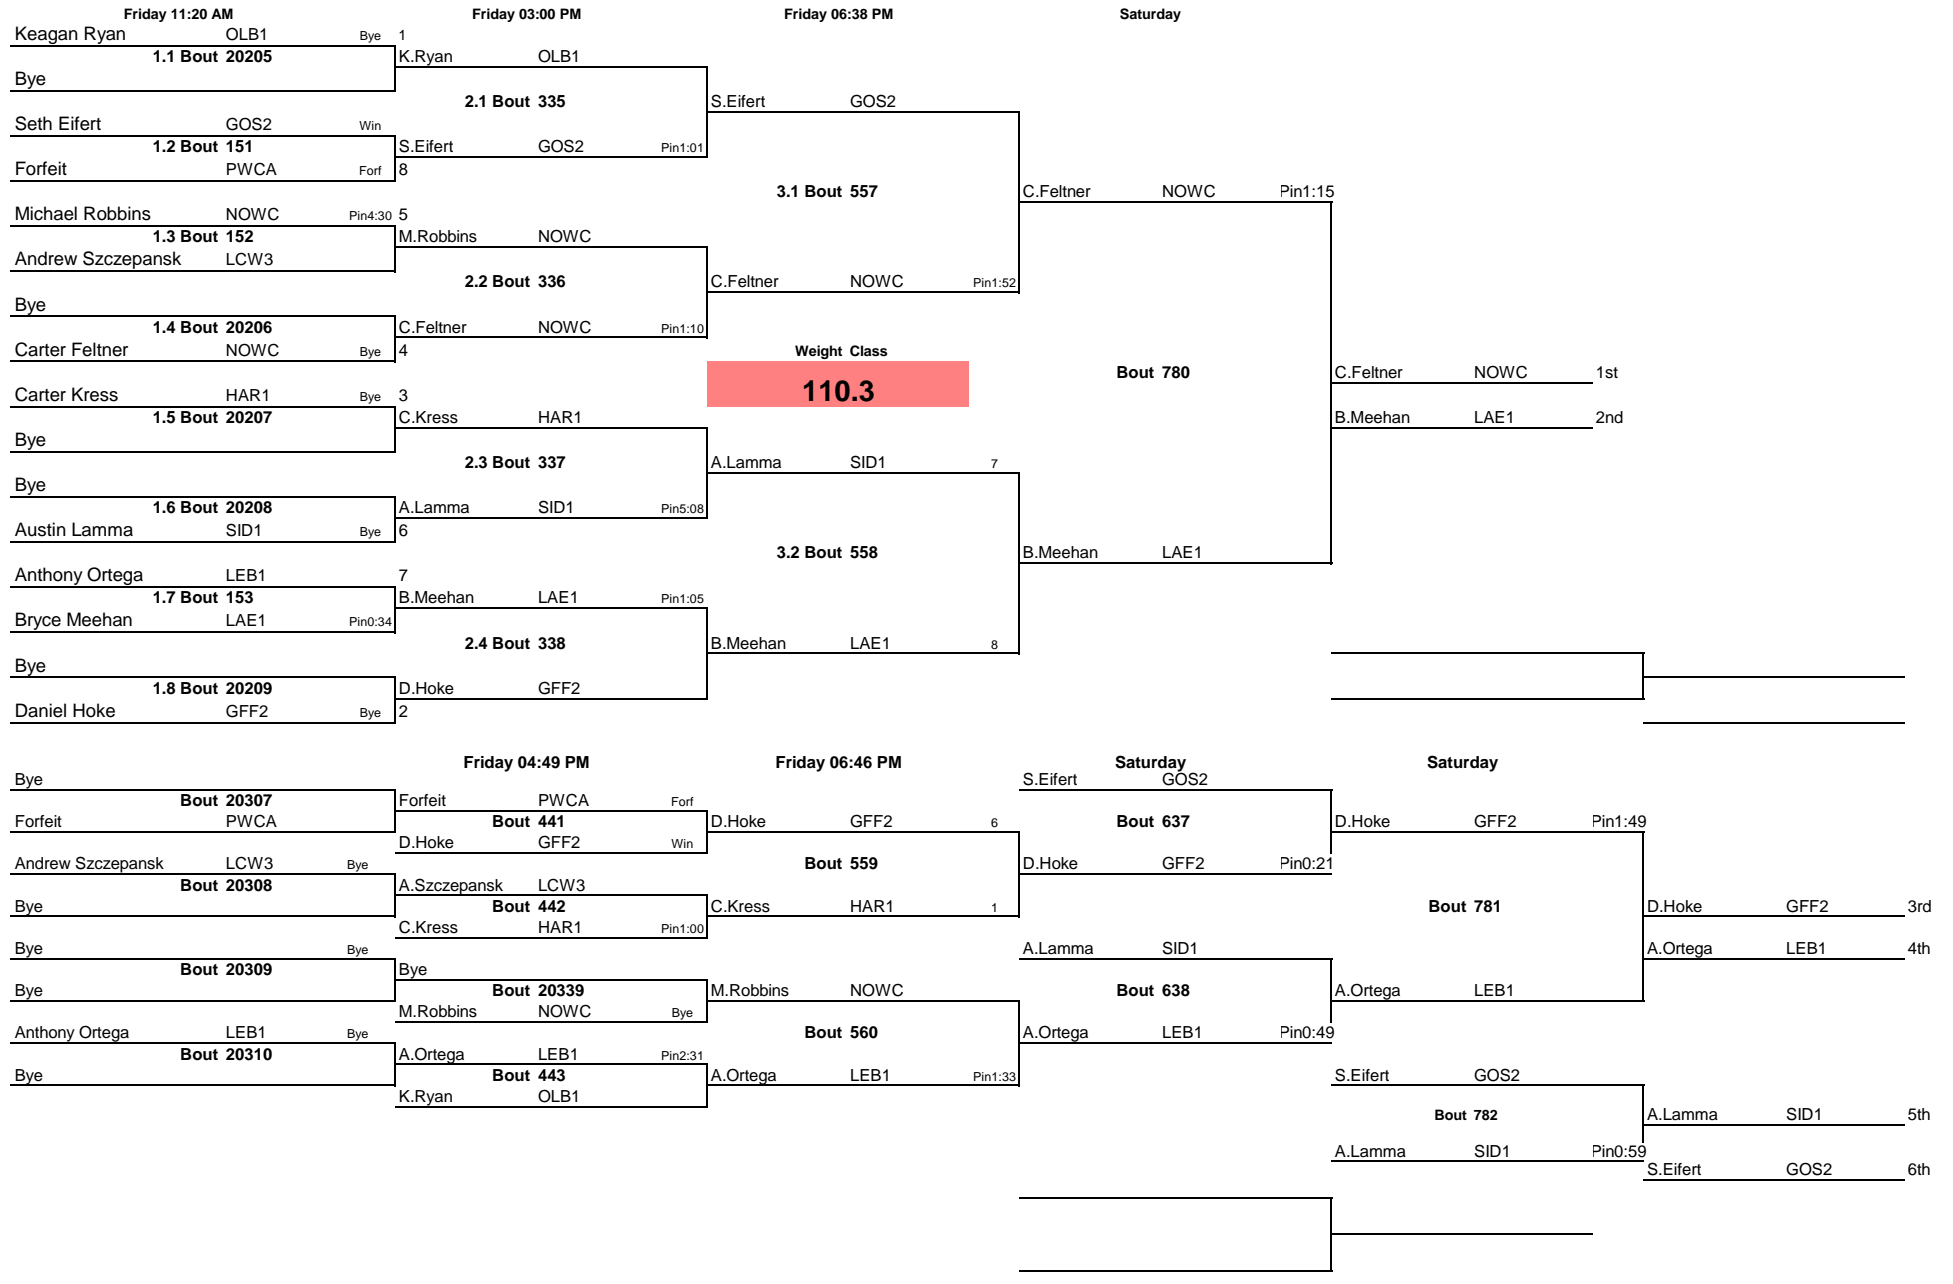 Friday 11:20 AM Friday 03:00 PM Friday 06:38 PM Saturday
Keagan Ryan OLB1 Bye 1
1.1 Bout 20205 K.Ryan OLB1
Bye
2.1 Bout 335 S.Eifert GOS2
Seth Eifert GOS2 Win
1.2 Bout 151 S.Eifert GOS2 Pin1:01
Forfeit PWCA Forf 8
3.1 Bout 557 C.Feltner NOWC Pin1:15
Michael Robbins NOWC Pin4:30 5
1.3 Bout 152 M.Robbins NOWC
Andrew Szczepansk LCW3
2.2 Bout 336 C.Feltner NOWC Pin1:52
Bye
1.4 Bout 20206 C.Feltner NOWC Pin1:10
Carter Feltner NOWC Bye 4 Weight Class
Bout 780 C.Feltner NOWC 1st
Carter Kress HAR1 Bye 3 110.3
1.5 Bout 20207 C.Kress HAR1 B.Meehan LAE1 2nd
Bye
2.3 Bout 337 A.Lamma SID1 7
Bye
1.6 Bout 20208 A.Lamma SID1 Pin5:08
Austin Lamma SID1 Bye 6
3.2 Bout 558 B.Meehan LAE1
Anthony Ortega LEB1 7
1.7 Bout 153 B.Meehan LAE1 Pin1:05
Bryce Meehan LAE1 Pin0:34
2.4 Bout 338 B.Meehan LAE1 8
Bye
1.8 Bout 20209 D.Hoke GFF2
Daniel Hoke GFF2 Bye 2
Friday 04:49 PM Friday 06:46 PM Saturday Saturday
Bye S.Eifert GOS2
Bout 20307 Forfeit PWCA Forf
Forfeit PWCA Bout 441 D.Hoke GFF2 6 Bout 637 D.Hoke GFF2 Pin1:49
D.Hoke GFF2 Win
Andrew Szczepansk LCW3 Bye Bout 559 D.Hoke GFF2 Pin0:21
Bout 20308 A.Szczepansk LCW3
Bye Bout 442 C.Kress HAR1 1 Bout 781 D.Hoke GFF2 3rd
C.Kress HAR1 Pin1:00
Bye Bye A.Lamma SID1 A.Ortega LEB1 4th
Bout 20309 Bye
Bye Bout 20339 M.Robbins NOWC Bout 638 A.Ortega LEB1
M.Robbins NOWC Bye
Anthony Ortega LEB1 Bye Bout 560 A.Ortega LEB1 Pin0:49
Bout 20310 A.Ortega LEB1 Pin2:31
Bye Bout 443 A.Ortega LEB1 Pin1:33 S.Eifert GOS2
K.Ryan OLB1
Bout 782 A.Lamma SID1 5th
A.Lamma SID1 Pin0:59
S.Eifert GOS2 6th